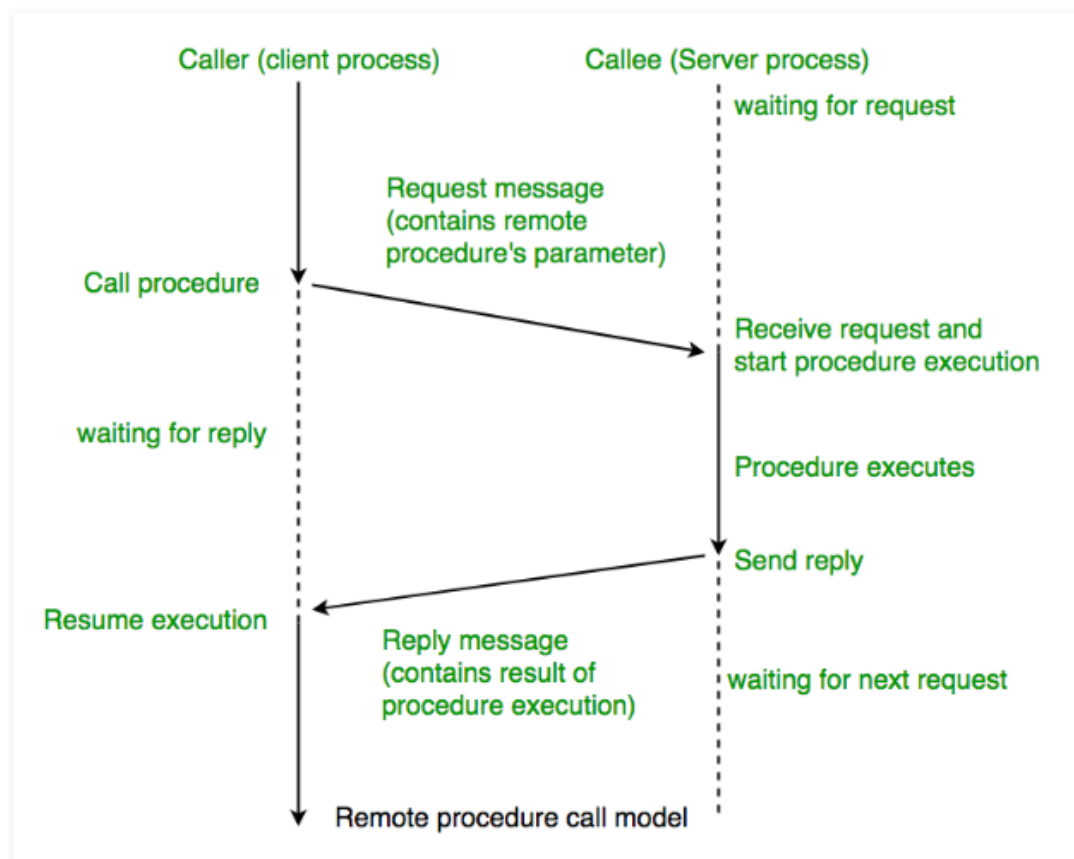 Caller (client process)
Callee (Server process)
waiting for request
Request message
(contains remote
procedure's parameter)
Call procedure
Receive request and
start procedure execution
waiting for reply
Procedure executes
Send reply
Resume execution
Reply message
(contains result of
procedure execution)
waiting for next request
Remote procedure call model